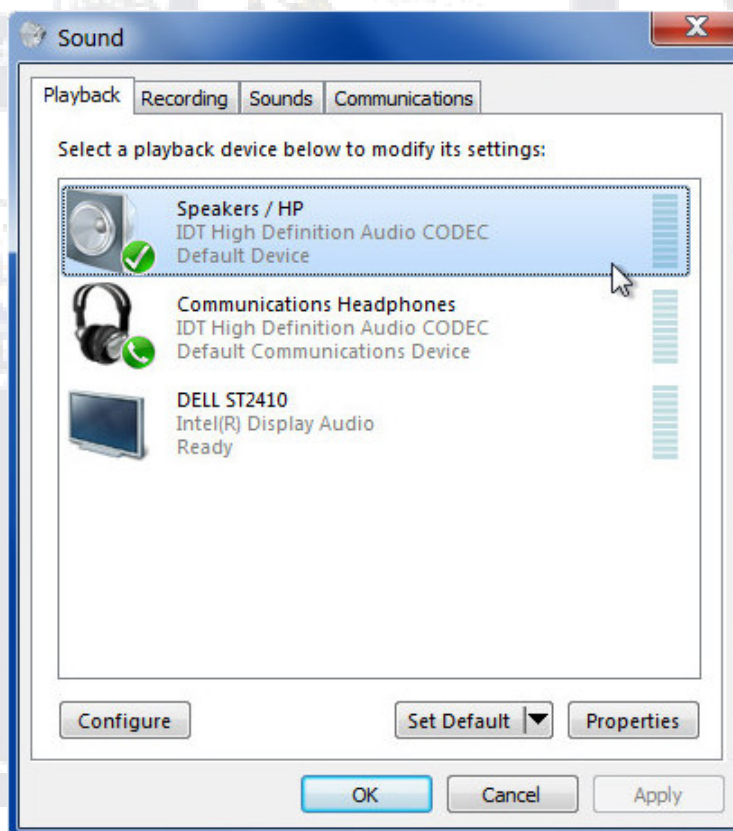 Sound
Playback Recording Sounds Communications
Select a playback device below to modify its settings:
Speakers / HP
IDT High Definition Audio CODEC
Default Device
Communications Headphones
IDT High Definition Audio CODEC
Default Communications Device
DELL ST2410
Intel(R) Display Audio
Ready
Configure Set Default Properties
OK Cancel Apply